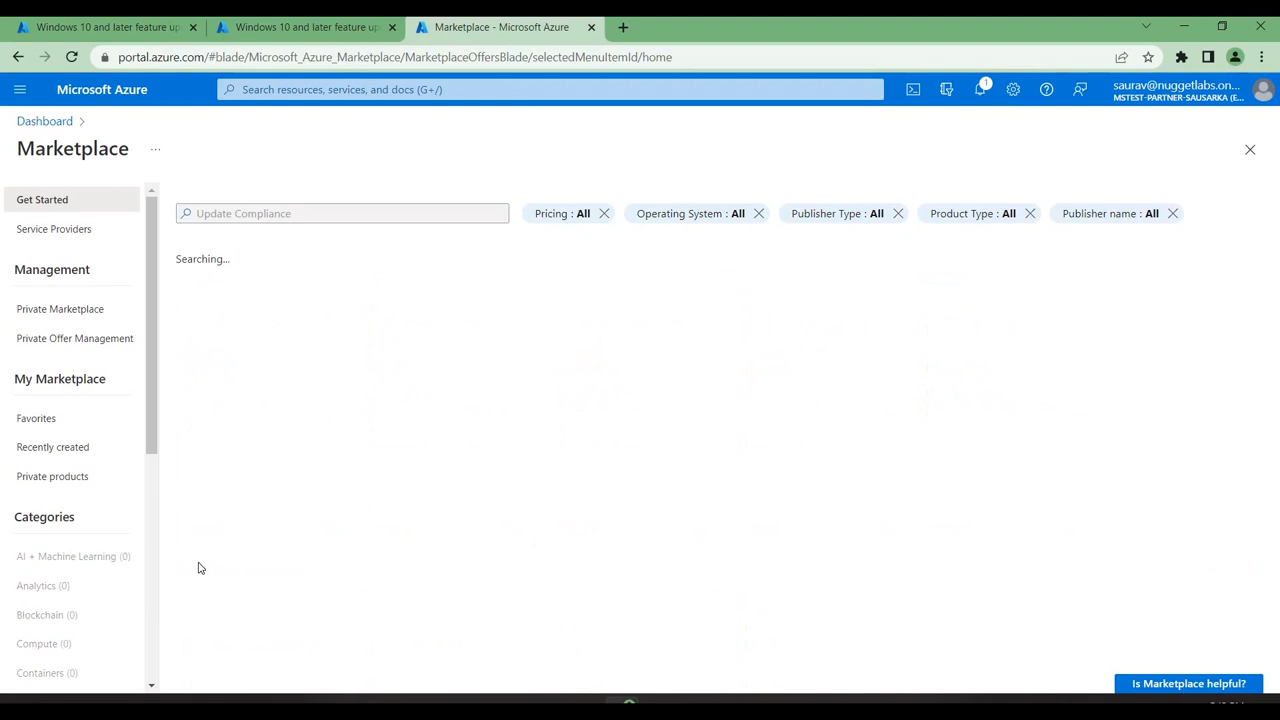 Windows 10 and later feature up
Windows 10 and later feature up
Marketplace - Microsoft Azure
portal.azure.com/#blade/Microsoft_Azure_Marketplace/MarketplaceOffersBlade/selectedMenuItemId/home
Microsoft Azure
Search resources, services, and docs (G+/)
1
saurav@nuggetlabs.on...
MSTEST-PARTNER-SAUSARKA (E...
Dashboard
Marketplace
...
Get Started
Service Providers
Management
Private Marketplace
Private Offer Management
My Marketplace
Favorites
Recently created
Private products
Categories
AI + Machine Learning (0)
Analytics (0)
Blockchain (0)
Compute (0)
Containers (0)
Update Compliance
Pricing : All
Operating System : All
Publisher Type : All
Product Type : All
Publisher name : All
Searching...
Is Marketplace helpful?